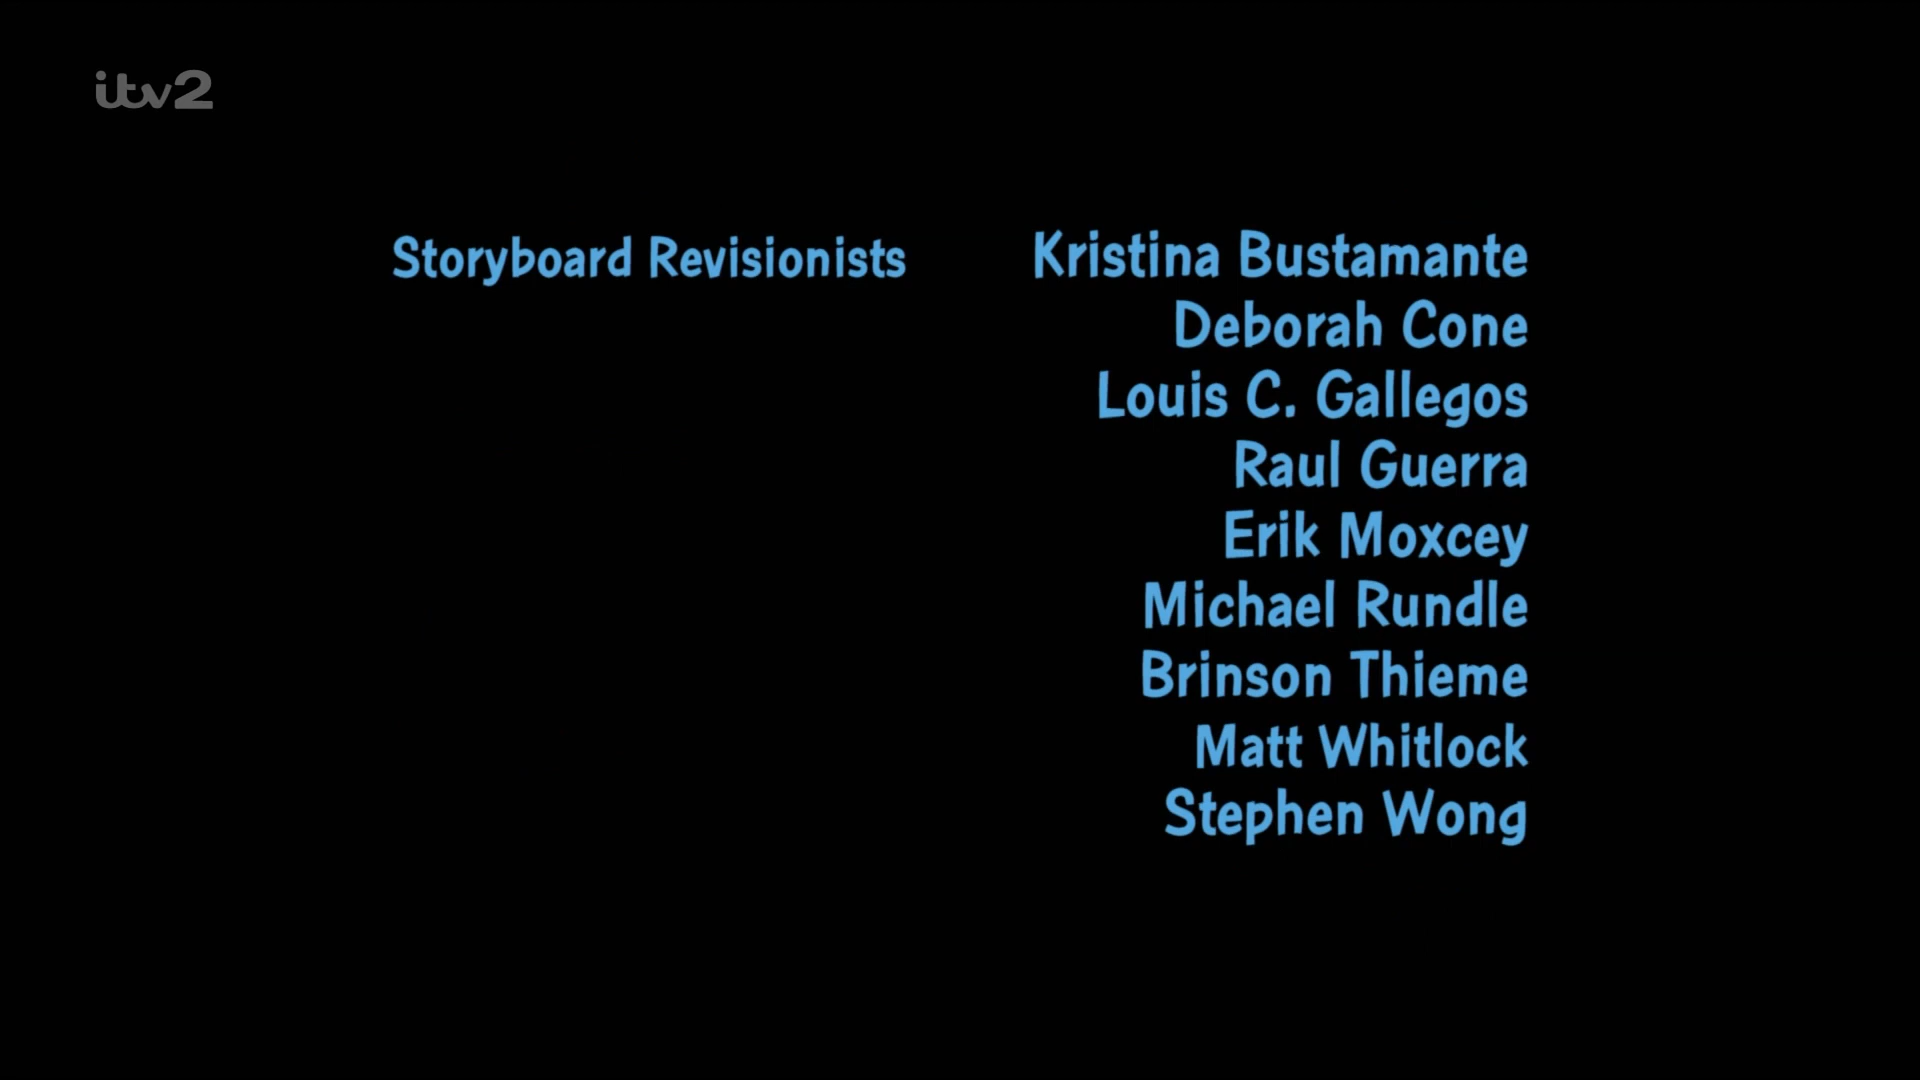 itv2
Storyboard Revisionists Kristina Bustamante
Deborah Cone
Louis C. Gallegos
Raul Guerra
Erik Moxcey
Michael Rundle
Brinson Thieme
Matt Whitlock
Stephen Wong